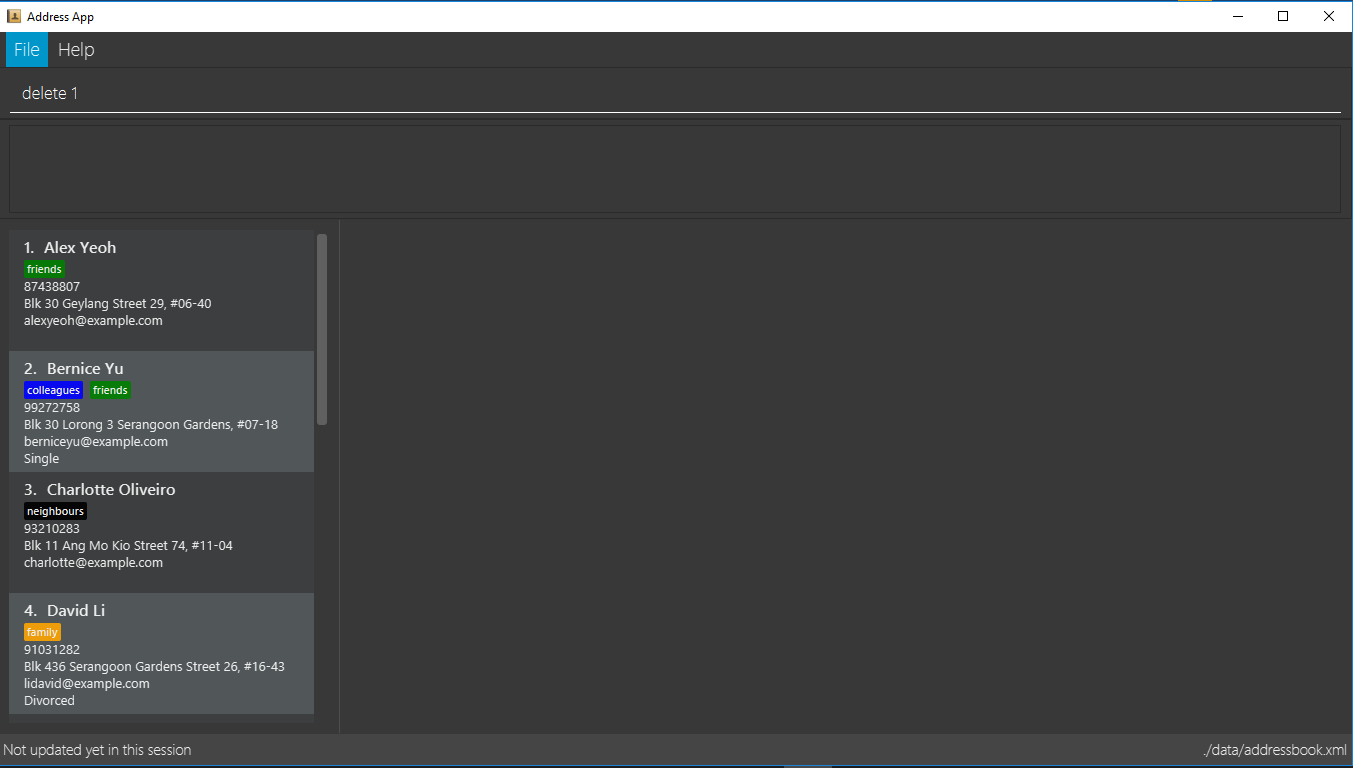 Address App
File Help
delete 1
1. Alex Yeoh
friends
87438807
Blk 30 Geylang Street 29, #06-40
alexyeoh@example.com
2. Bernice Yu
colleagues friends
99272758
Blk 30 Lorong 3 Serangoon Gardens, #07-18
berniceyu@example.com
Single
3. Charlotte Oliveiro
neighbours
93210283
Blk 11 Ang Mo Kio Street 74, #11-04
charlotte@example.com
4. David Li
family
91031282
Blk 436 Serangoon Gardens Street 26, #16-43
lidavid@example.com
Divorced
Not updated yet in this session ./data/addressbook.xml